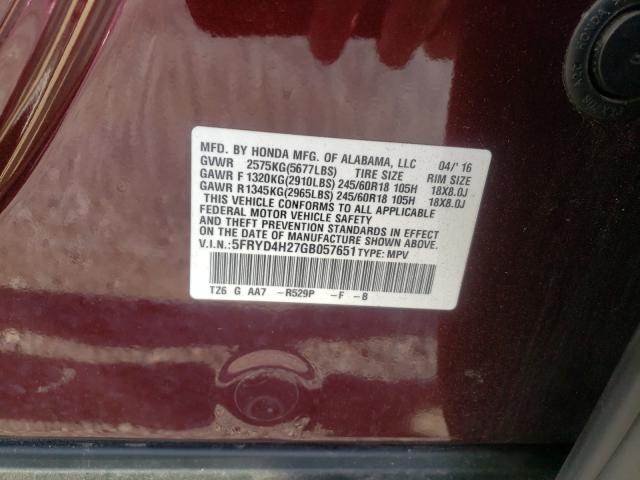 MFD. BY HONDA MFG. OF ALABAMA, LLC 04/'16
GVWR 2575KG(5677LBS) TIRE SIZE RIM SIZE
GAWR F 1320KG(2910LBS) 245/60R18 105H 18X8.0J
GAWR R1345KG(2965LBS) 245/60R18 105H 18X8.0J
THIS VEHICLE CONFORMS TO ALL APPLICABLE
FEDERAL MOTOR VEHICLE SAFETY
AND THEFT PREVENTION STANDARDS IN EFFECT
ON THE DATE OF MANUFACTURE SHOWN ABOVE.
V.I.N.:5FRYD4H27GB057651 TYPE: MPV
TZ6 G AA7 -R529P -F -8
HONDA